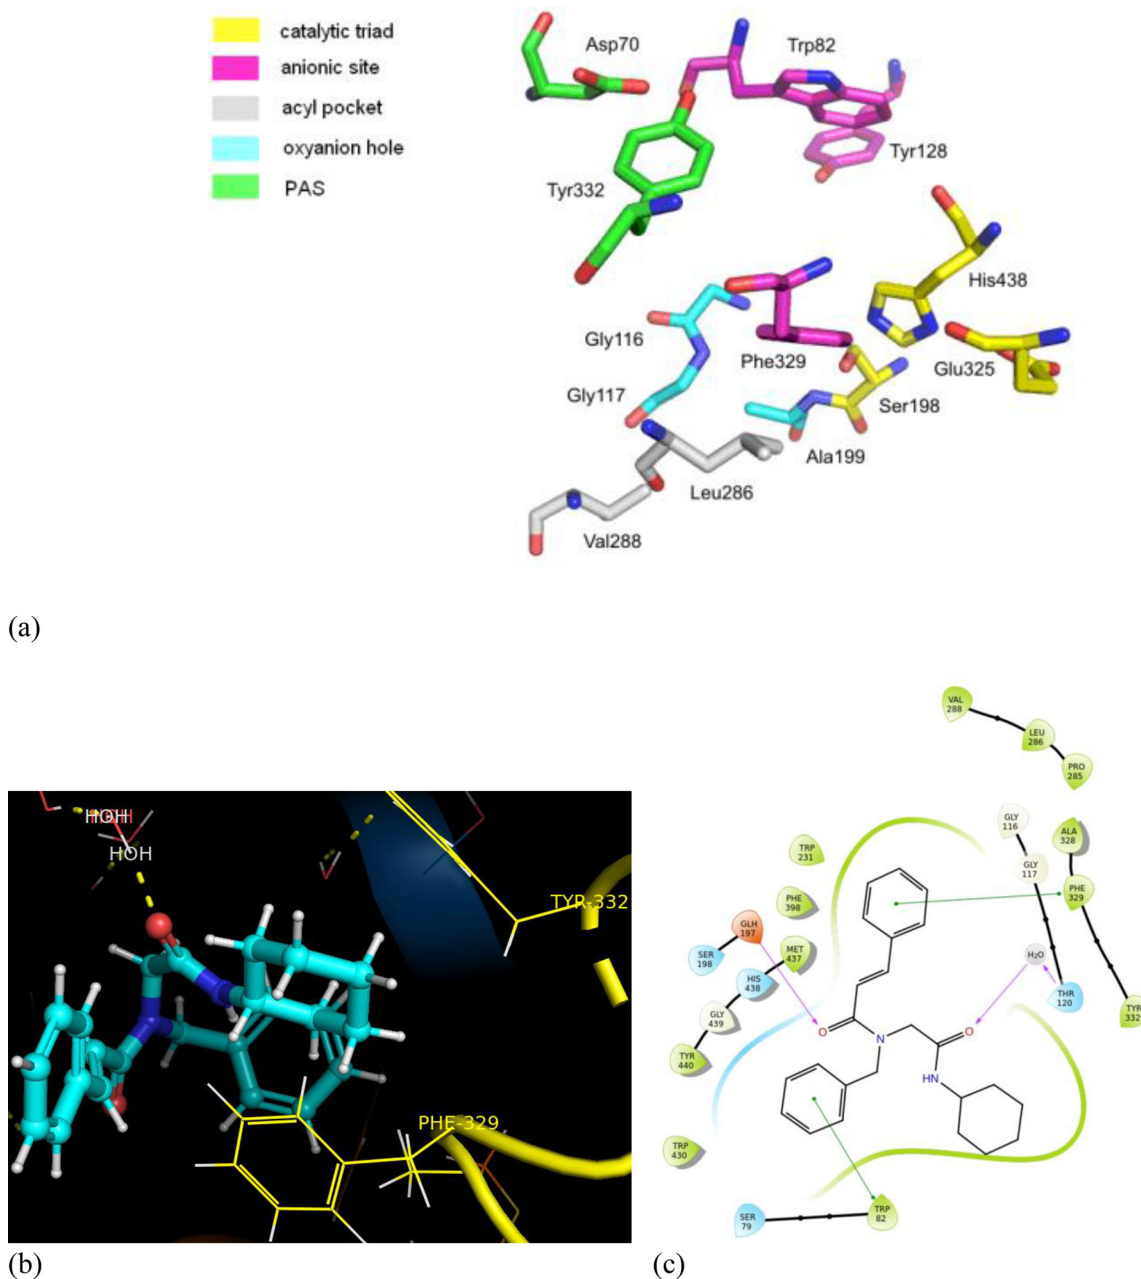 catalytic triad
anionic site
acyl pocket
oxyanion hole
PAS
Asp70
Trp82
Tyr128
Tyr332
His438
Gly116
Phe329
Glu325
Gly117
Ser198
Ala199
Leu286
Val288
(a)
HOH
HOH
TYR-332
PHE-329
(b)
VAL
288
LEU
286
PRO
285
GLY
116
ALA
328
TRP
231
GLY
117
PHE
329
PHE
398
GLH
197
MET
437
SER
198
HIS
438
H₂O
THR
120
TYR
332
GLY
439
TYR
440
O
N
O
HN
TRP
430
SER
79
TRP
82
(c)